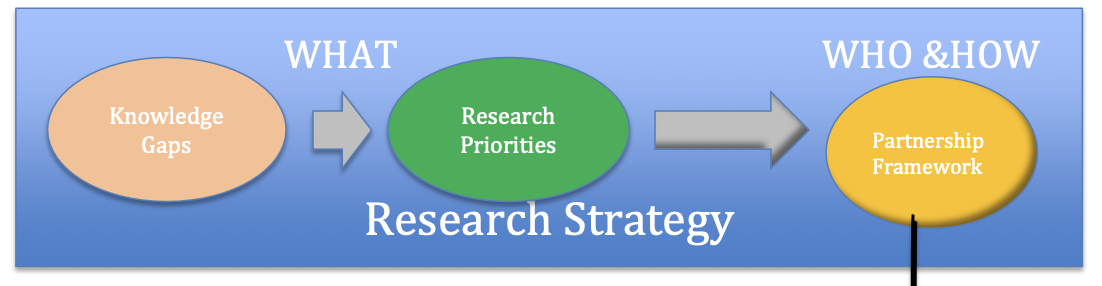 WHAT
WHO &HOW
Knowledge
Gaps
Research
Priorities
Partnership
Framework
Research Strategy